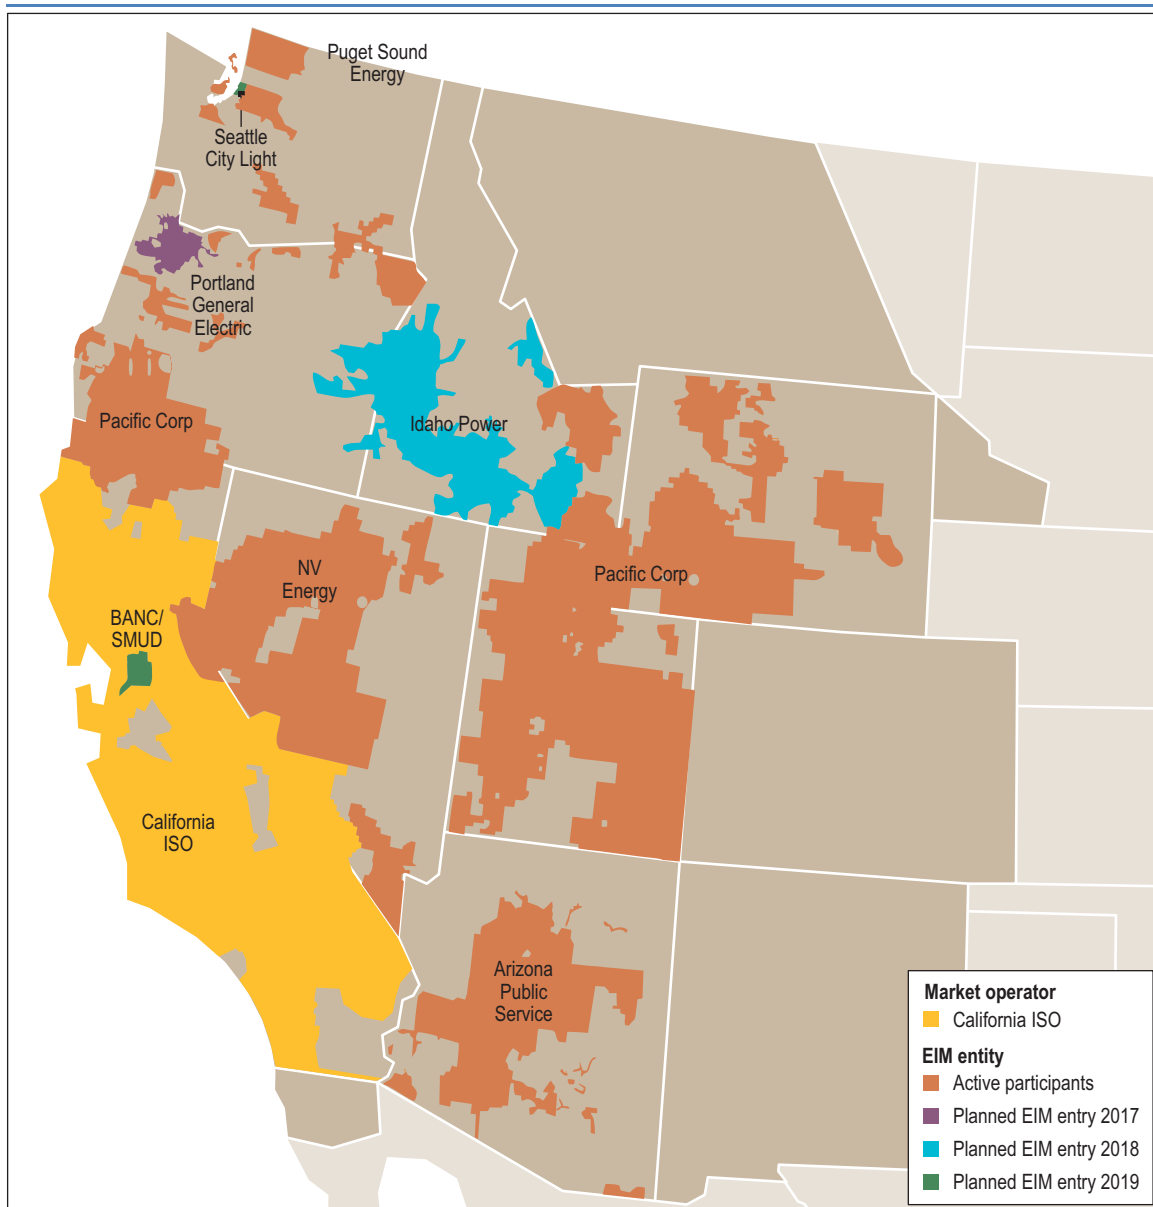 Puget Sound
Energy
Seattle
City Light
Portland
General
Electric
Pacific Corp
Idaho Power
NV
Energy
Pacific Corp
BANC/
SMUD
California
ISO
Arizona
Public
Service
Market operator
California ISO
EIM entity
Active participants
Planned EIM entry 2017
Planned EIM entry 2018
Planned EIM entry 2019